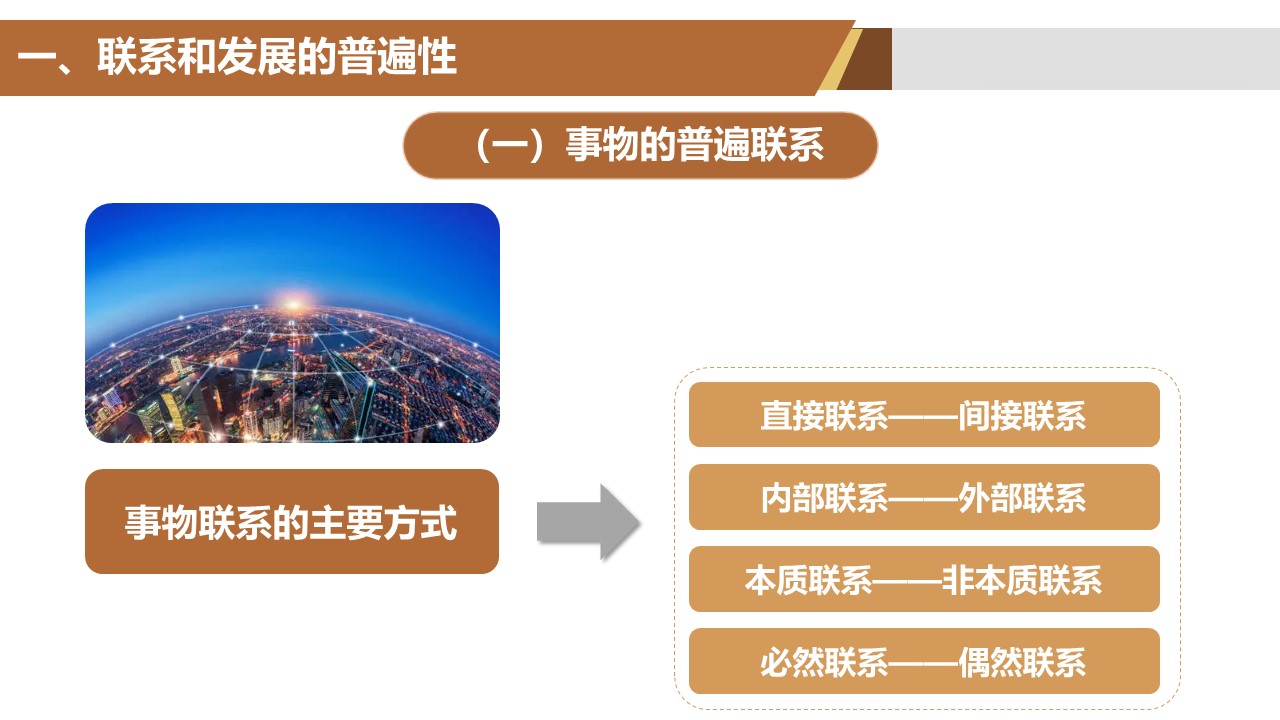 一、联系和发展的普遍性
（一）事物的普遍联系
事物联系的主要方式
直接联系——间接联系
内部联系——外部联系
本质联系——非本质联系
必然联系——偶然联系